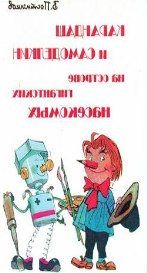 В. Постников
КАРАНДАШ
И САМОДЕЛКИН
НА ОСТРОВЕ
ГИГАНТСКИХ
НАСЕКОМЫХ